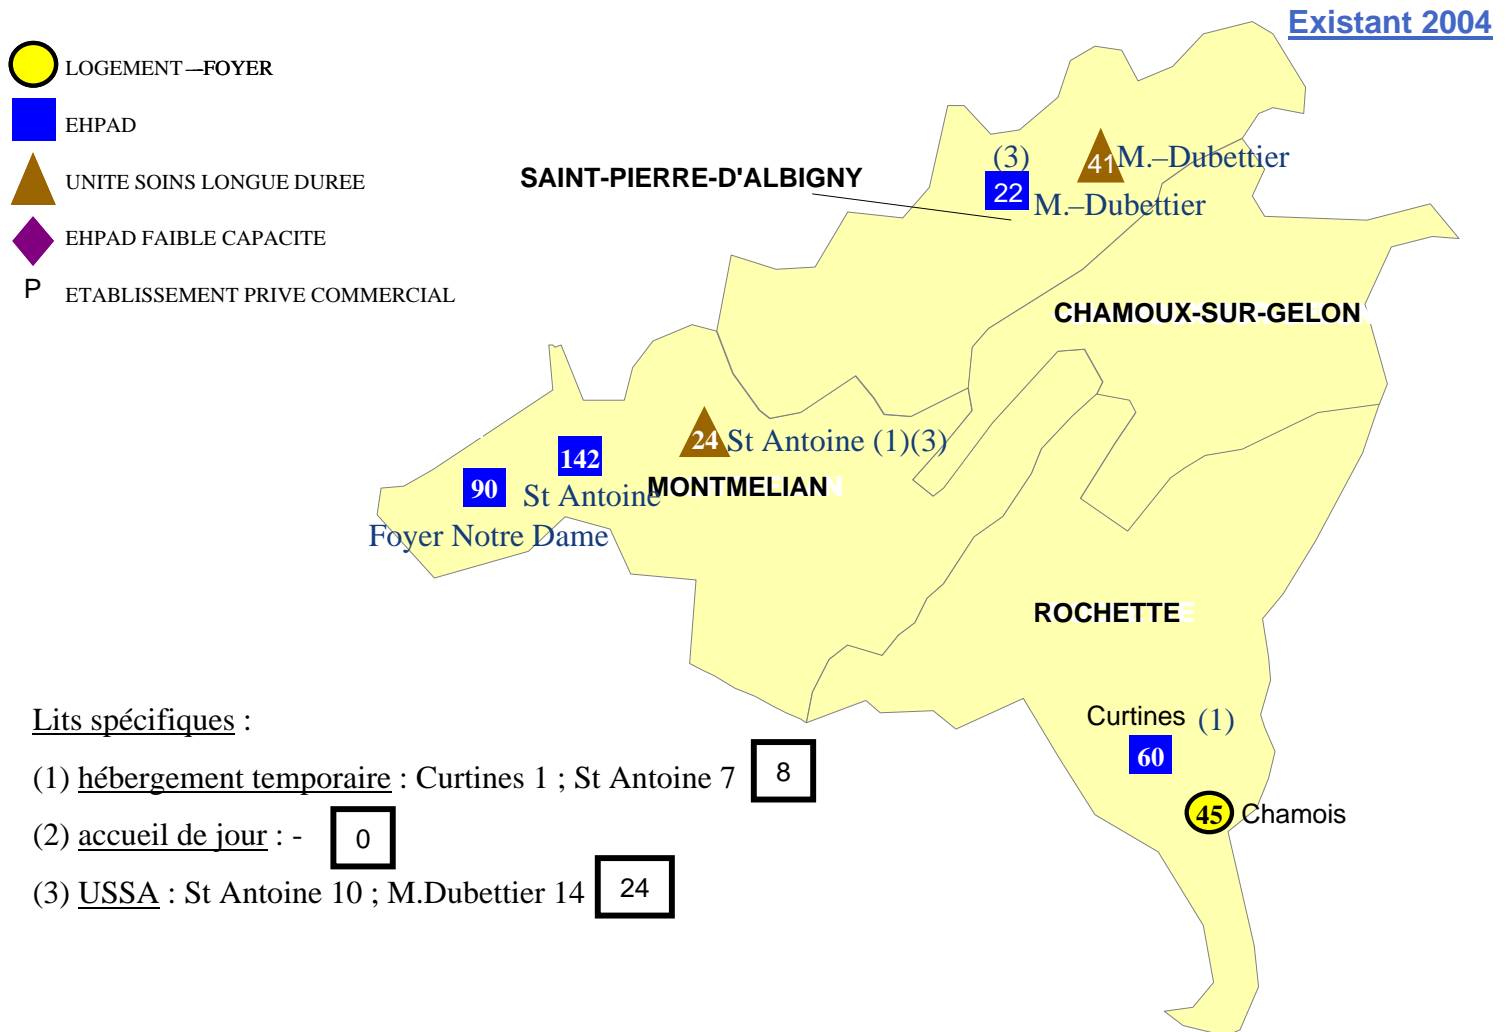 Existant 2004
LOGEMENT—FOYER
EHPAD
UNITE SOINS LONGUE DUREE
EHPAD FAIBLE CAPACITE
P ETABLISSEMENT PRIVE COMMERCIAL
SAINT-PIERRE-D'ALBIGNY
(3)
22
M.–Dubettier
41 M.–Dubettier
CHAMOUX-SUR-GELON
24 St Antoine (1)(3)
MONTMELIAN
142
St Antoine
90
Foyer Notre Dame
ROCHETTE
Curtines (1)
60
45 Chamois
Lits spécifiques :
(1) hébergement temporaire : Curtines 1 ; St Antoine 7 8
(2) accueil de jour : - 0
(3) USSA : St Antoine 10 ; M.Dubettier 14 24